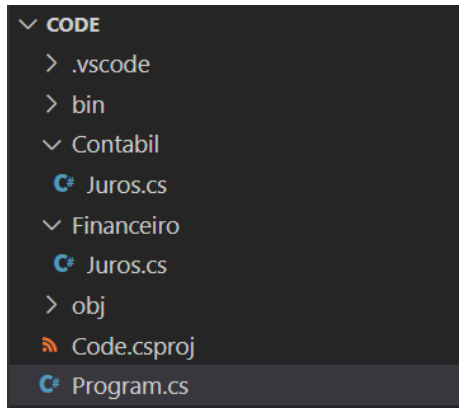 CODE
.vscode
bin
Contabil
C# Juros.cs
Financeiro
C# Juros.cs
obj
Code.csproj
C# Program.cs